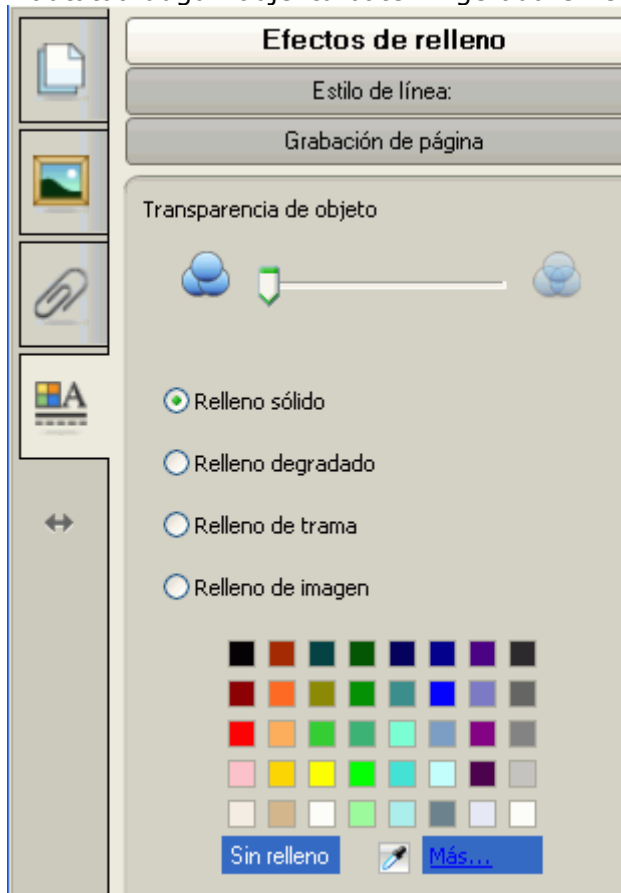 Efectos de relleno
Estilo de línea:
Grabación de página
Transparencia de objeto
A
Relleno sólido
Relleno degradado
Relleno de trama
Relleno de imagen
Sin relleno
Más...